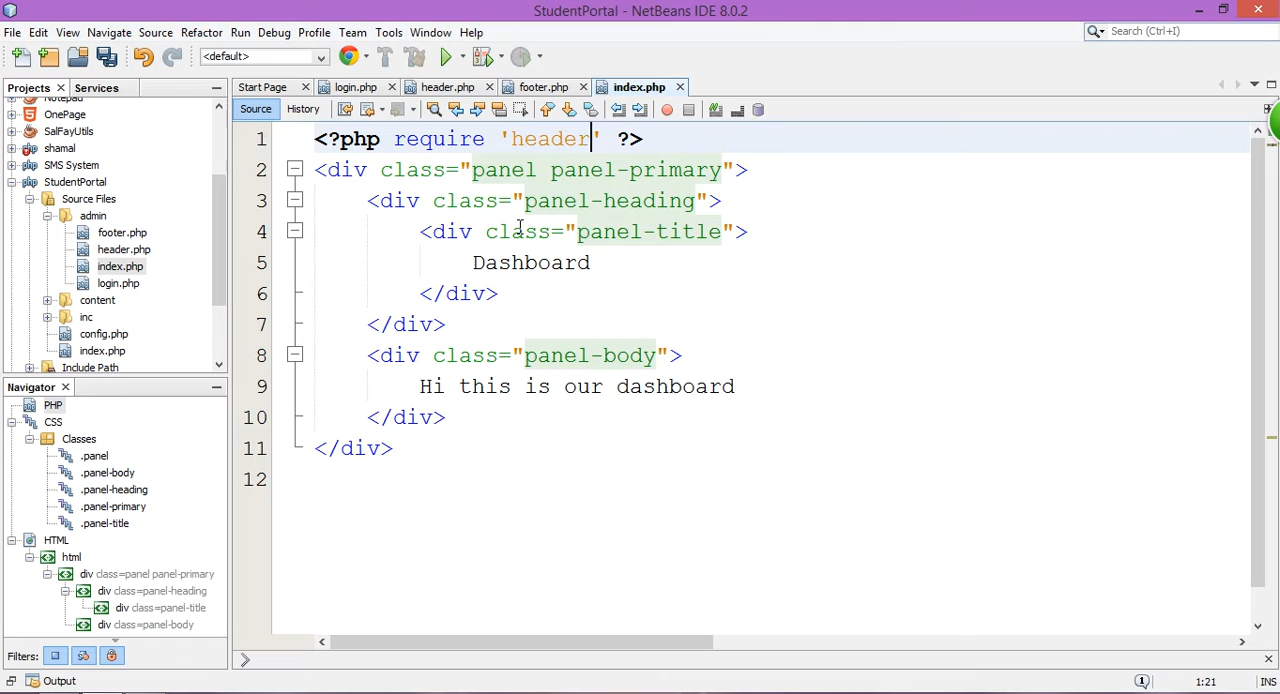 StudentPortal - NetBeans IDE 8.0.2
File Edit View Navigate Source Refactor Run Debug Profile Team Tools Window Help
Search (Ctrl+I)
<default>
Projects Services
Start Page login.php header.php footer.php index.php
Source History
Notepad
OnePage
SalFayUtils
shamal
SMS System
StudentPortal
Source Files
admin
footer.php
header.php
index.php
login.php
content
inc
config.php
index.php
Include Path
1 <?php require 'header' ?>
2 <div class="panel panel-primary">
3 <div class="panel-heading">
4 <div class="panel-title">
5 Dashboard
6 </div>
7 </div>
8 <div class="panel-body">
9 Hi this is our dashboard
10 </div>
11 </div>
12
Navigator
PHP
CSS
Classes
.panel
.panel-body
.panel-heading
.panel-primary
.panel-title
HTML
html
div class=panel panel-primary
div class=panel-heading
div class=panel-title
div class=panel-body
Filters:
Output
1:21 INS